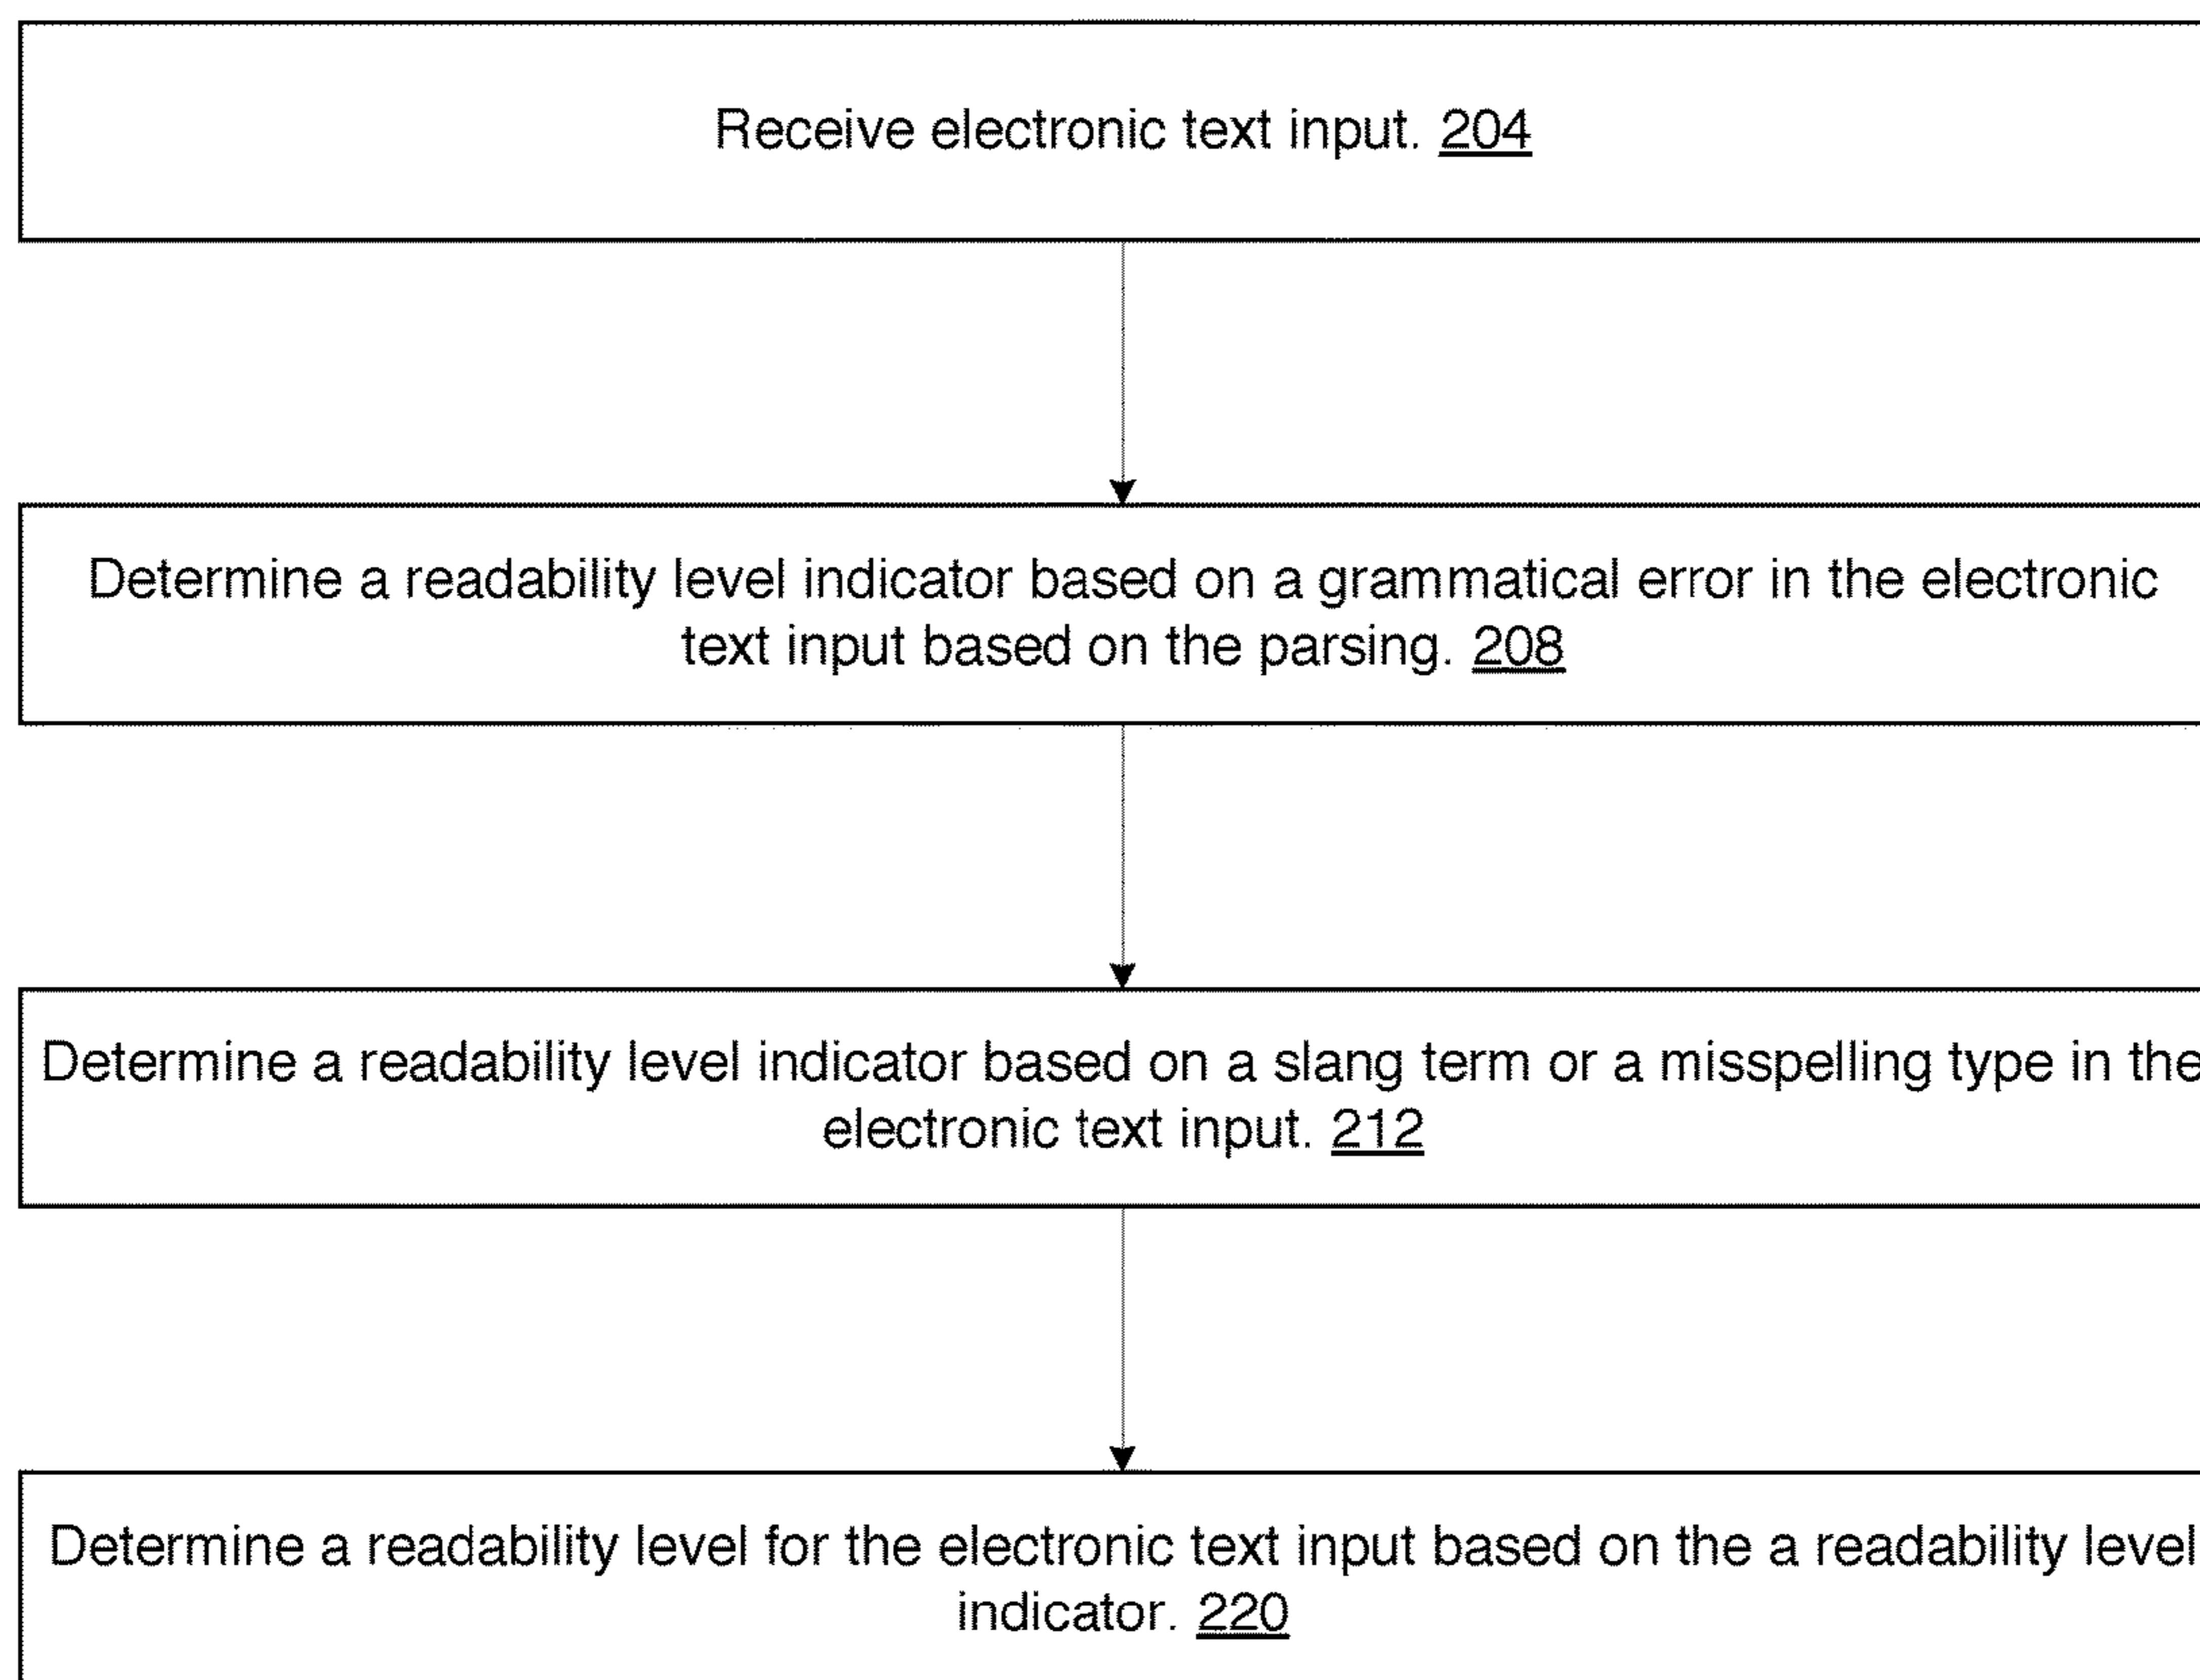 Receive electronic text input. 204
Determine a readability level indicator based on a grammatical error in the electronic
text input based on the parsing. 208
Determine a readability level indicator based on a slang term or a misspelling type in the
electronic text input. 212
Determine a readability level for the electronic text input based on the a readability level
indicator. 220